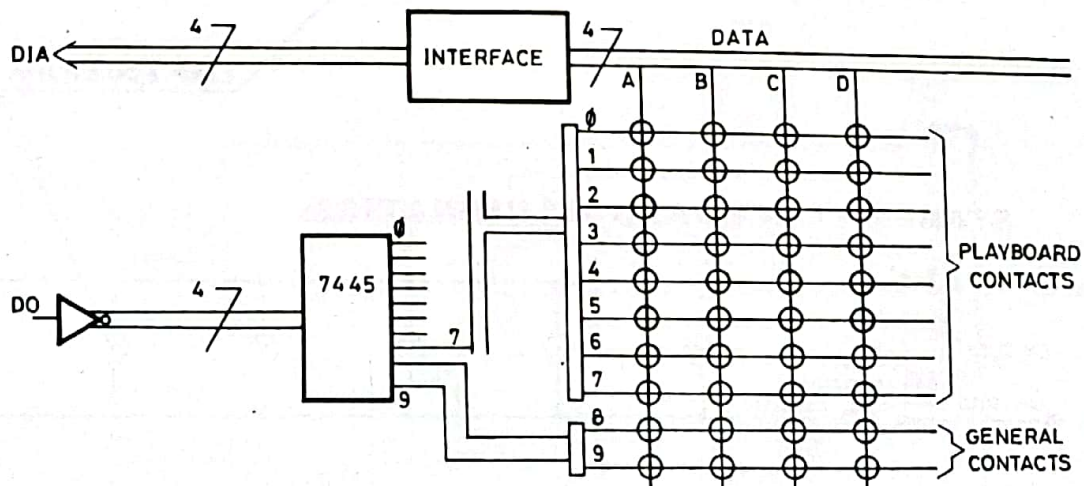 4
INTERFACE
4
DATA
DIA
A B C D
Ø
1
2
3
4
5
6
7
8
9
PLAYBOARD
CONTACTS
GENERAL
CONTACTS
Ø
7445
DO
4
7
9